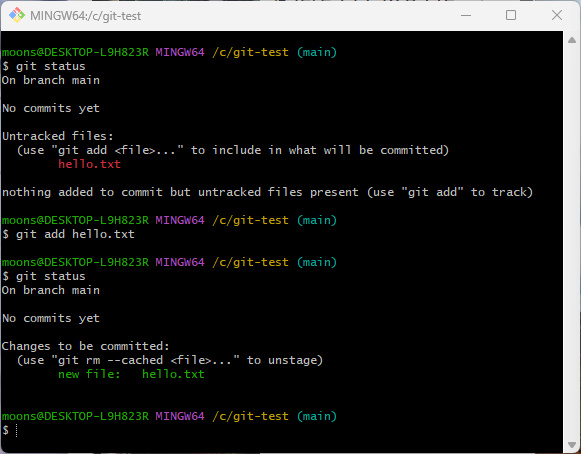 MINGW64:/c/git-test
moons@DESKTOP-L9H823R MINGW64 /c/git-test (main)
$ git status
On branch main
No commits yet
Untracked files:
  (use "git add <file>..." to include in what will be committed)
        hello.txt
nothing added to commit but untracked files present (use "git add" to track)
moons@DESKTOP-L9H823R MINGW64 /c/git-test (main)
$ git add hello.txt
moons@DESKTOP-L9H823R MINGW64 /c/git-test (main)
$ git status
On branch main
No commits yet
Changes to be committed:
  (use "git rm --cached <file>..." to unstage)
        new file:   hello.txt
moons@DESKTOP-L9H823R MINGW64 /c/git-test (main)
$